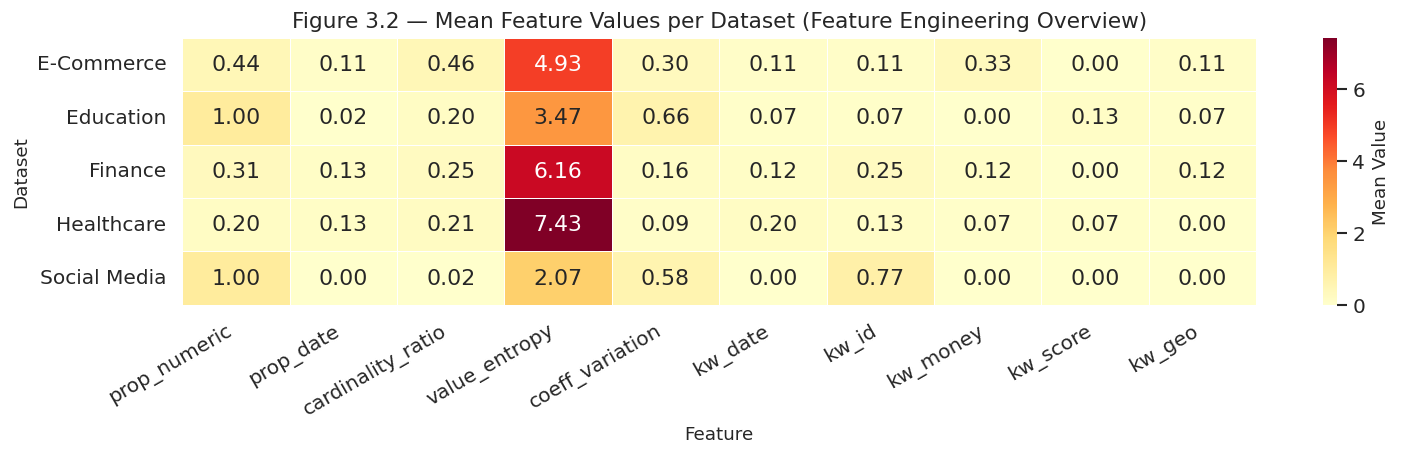 Figure 3.2 — Mean Feature Values per Dataset (Feature Engineering Overview)
Dataset
E-Commerce 0.44 0.11 0.46 4.93 0.30 0.11 0.11 0.33 0.00 0.11
Education 1.00 0.02 0.20 3.47 0.66 0.07 0.07 0.00 0.13 0.07
Finance 0.31 0.13 0.25 6.16 0.16 0.12 0.25 0.12 0.00 0.12
Healthcare 0.20 0.13 0.21 7.43 0.09 0.20 0.13 0.07 0.07 0.00
Social Media 1.00 0.00 0.02 2.07 0.58 0.00 0.77 0.00 0.00 0.00
prop_numeric prop_date cardinality_ratio value_entropy coeff_variation kw_date kw_id kw_money kw_score kw_geo
Feature
6
4
2
0
Mean Value